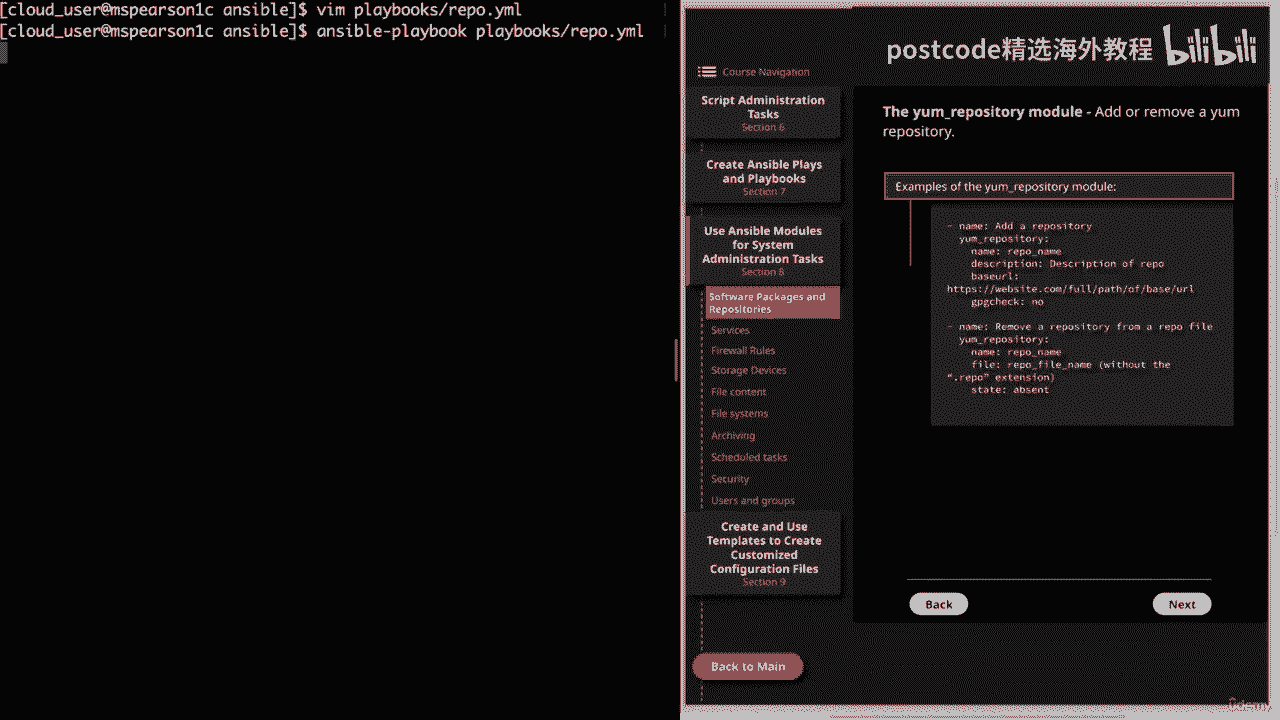 [cloud_user@mspearson1c ansible]$ vim playbooks/repo.yml
[cloud_user@mspearson1c ansible]$ ansible-playbook playbooks/repo.yml
postcode精选海外教程 bilibili
Course Navigation
Script Administration
Tasks
Section 6
Create Ansible Plays
and Playbooks
Section 7
Use Ansible Modules
for System
Administration Tasks
Section 8
Software Packages and
Repositories
Services
Firewall Rules
Storage Devices
File content
File systems
Archiving
Scheduled tasks
Security
Users and groups
Create and Use
Templates to Create
Customized
Configuration Files
Section 9
Back to Main
The yum_repository module - Add or remove a yum
repository.
Examples of the yum_repository module:
- name: Add a repository
yum_repository:
name: repo_name
description: Description of repo
baseurl:
https://website.com/full/path/of/base/url
gpgcheck: no
- name: Remove a repository from a repo file
yum_repository:
name: repo_name
file: repo_file_name (without the
“.repo” extension)
state: absent
Back
Next
Udemy